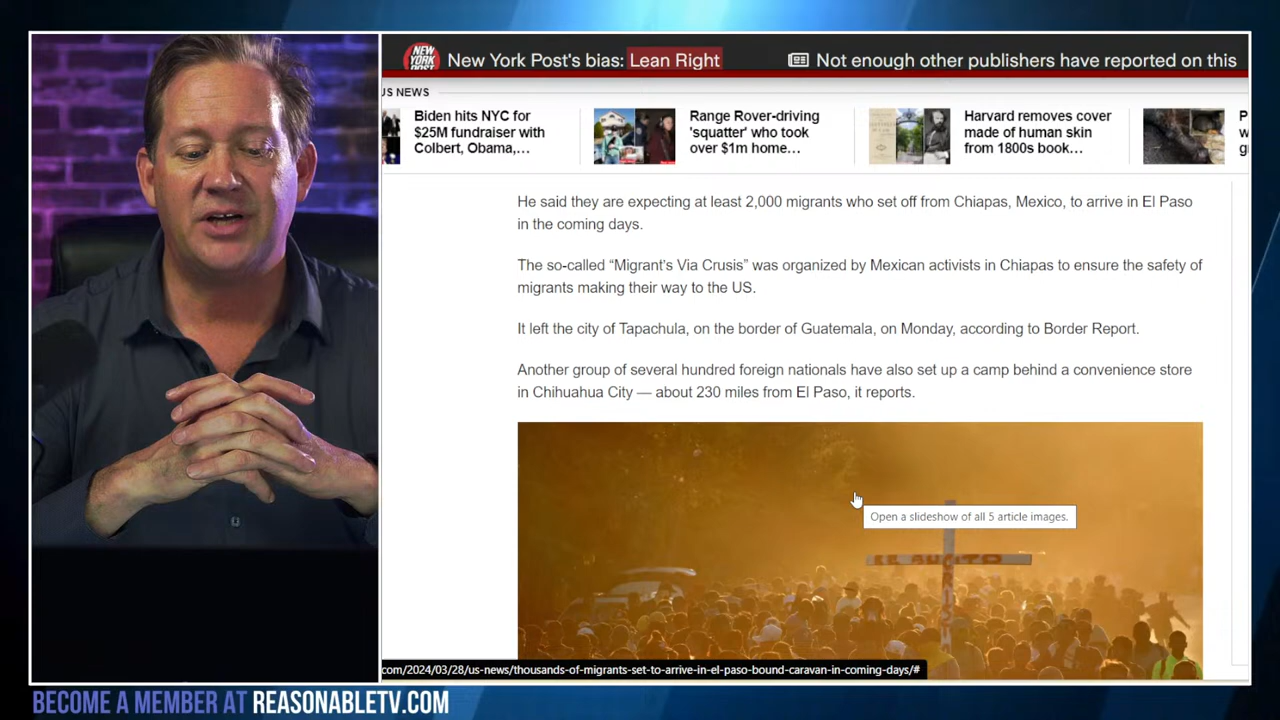 NEW YORK POST
New York Post's bias: Lean Right
Not enough other publishers have reported on this
US NEWS
Biden hits NYC for
$25M fundraiser with
Colbert, Obama,...
Range Rover-driving
'squatter' who took
over $1m home...
Harvard removes cover
made of human skin
from 1800s book...
P
w
g
He said they are expecting at least 2,000 migrants who set off from Chiapas, Mexico, to arrive in El Paso
in the coming days.
The so-called “Migrant’s Via Crusis” was organized by Mexican activists in Chiapas to ensure the safety of
migrants making their way to the US.
It left the city of Tapachula, on the border of Guatemala, on Monday, according to Border Report.
Another group of several hundred foreign nationals have also set up a camp behind a convenience store
in Chihuahua City — about 230 miles from El Paso, it reports.
Open a slideshow of all 5 article images.
com/2024/03/28/us-news/thousands-of-migrants-set-to-arrive-in-el-paso-bound-caravan-in-coming-days/#
BECOME A MEMBER AT REASONABLETV.COM